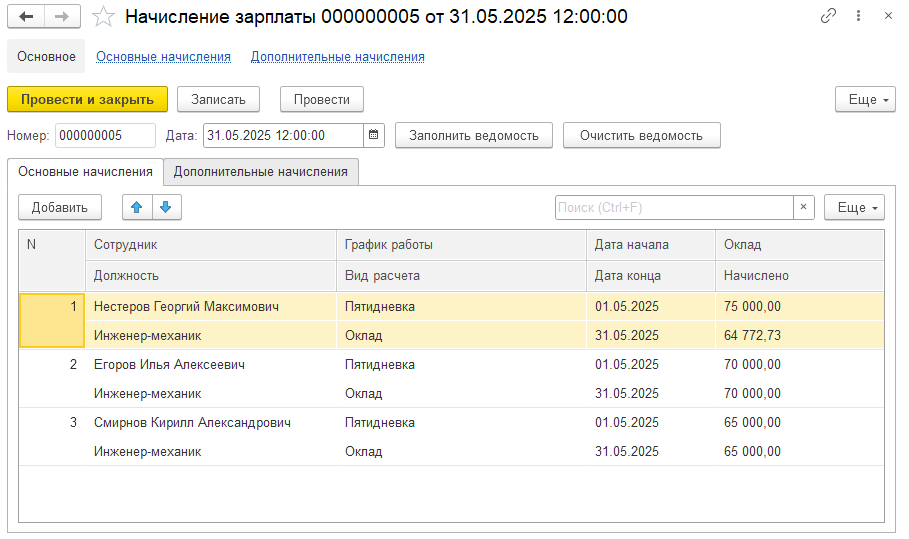 Начисление зарплаты 000000005 от 31.05.2025 12:00:00
Основное Основные начисления Дополнительные начисления
Провести и закрыть Записать Провести Еще
Номер: 000000005 Дата: 31.05.2025 12:00:00 Заполнить ведомость Очистить ведомость
Основные начисления Дополнительные начисления
Добавить Поиск (Ctrl+F) × Еще
N Сотрудник График работы Дата начала Оклад
Должность Вид расчета Дата конца Начислено
1 Нестеров Георгий Максимович Пятидневка 01.05.2025 75 000,00
Инженер-механик Оклад 31.05.2025 64 772,73
2 Егоров Илья Алексеевич Пятидневка 01.05.2025 70 000,00
Инженер-механик Оклад 31.05.2025 70 000,00
3 Смирнов Кирилл Александрович Пятидневка 01.05.2025 65 000,00
Инженер-механик Оклад 31.05.2025 65 000,00